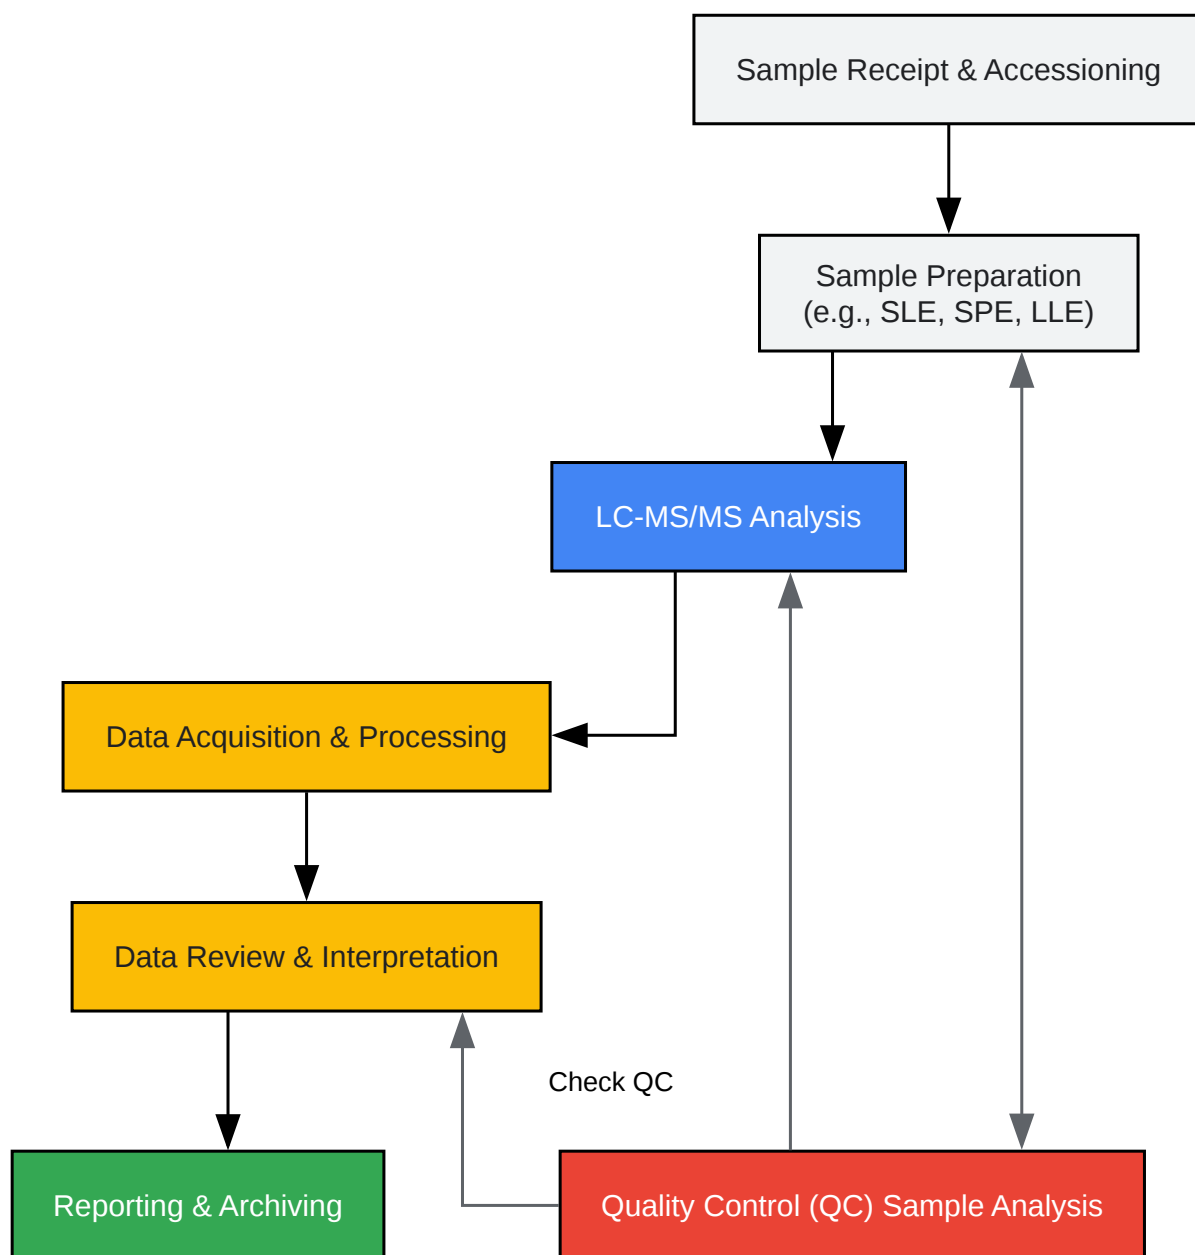 Sample Receipt & Accessioning
Sample Preparation
(e.g., SLE, SPE, LLE)
LC-MS/MS Analysis
Data Acquisition & Processing
Data Review & Interpretation
Check QC
Reporting & Archiving
Quality Control (QC) Sample Analysis